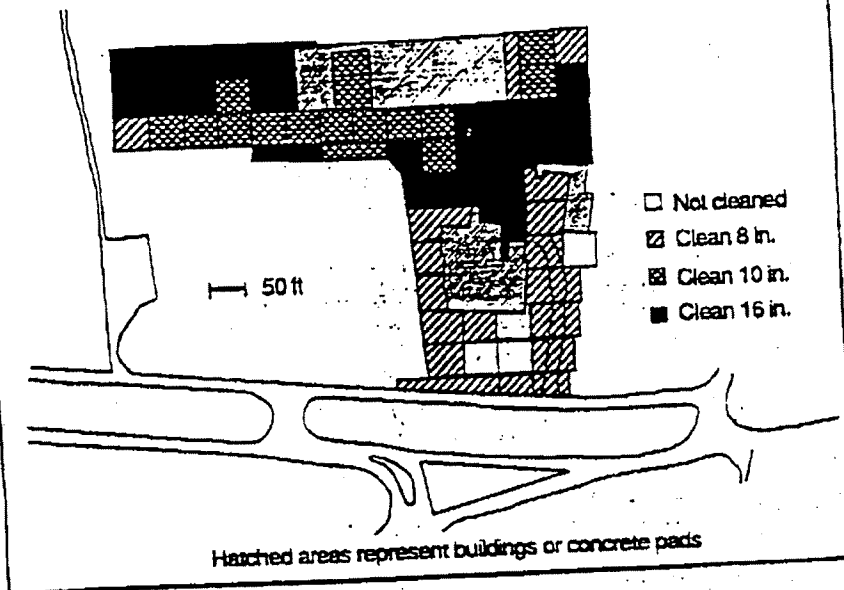 Not cleaned
Clean 8 in.
50 ft
Clean 10 in.
Clean 16 in.
Hatched areas represent buildings or concrete pads